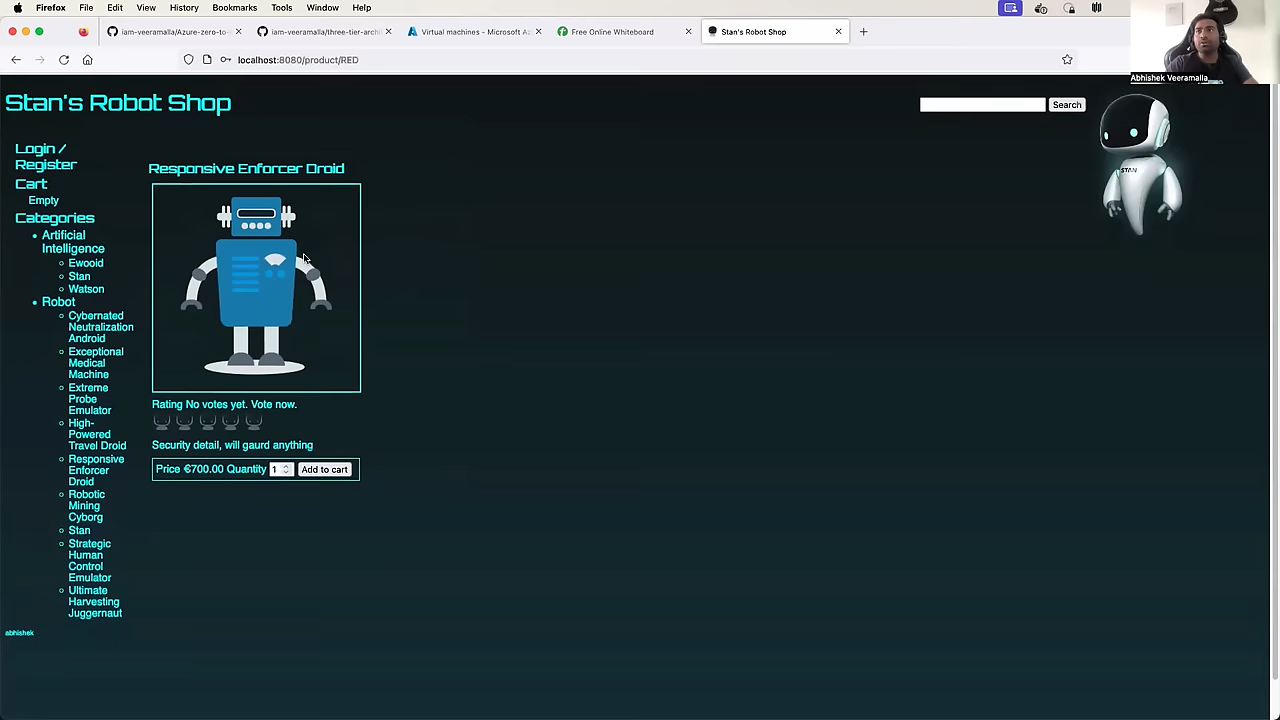 Firefox File Edit View History Bookmarks Tools Window Help
iam-veeramalla/Azure-zero-to-
iam-veeramalla/three-tier-archi
Virtual machines - Microsoft Az
Free Online Whiteboard
Stan's Robot Shop
localhost:8080/product/RED
Abhishek Veeramalla
Stan's Robot Shop
Search
STAN
Login /
Register
Cart
Empty
Categories
Artificial
Intelligence
Ewooid
Stan
Watson
Robot
Cybernated
Neutralization
Android
Exceptional
Medical
Machine
Extreme
Probe
Emulator
High-
Powered
Travel Droid
Responsive
Enforcer
Droid
Robotic
Mining
Cyborg
Stan
Strategic
Human
Control
Emulator
Ultimate
Harvesting
Juggernaut
abhishek
Responsive Enforcer Droid
Rating No votes yet. Vote now.
Security detail, will gaurd anything
Price €700.00 Quantity 1 Add to cart